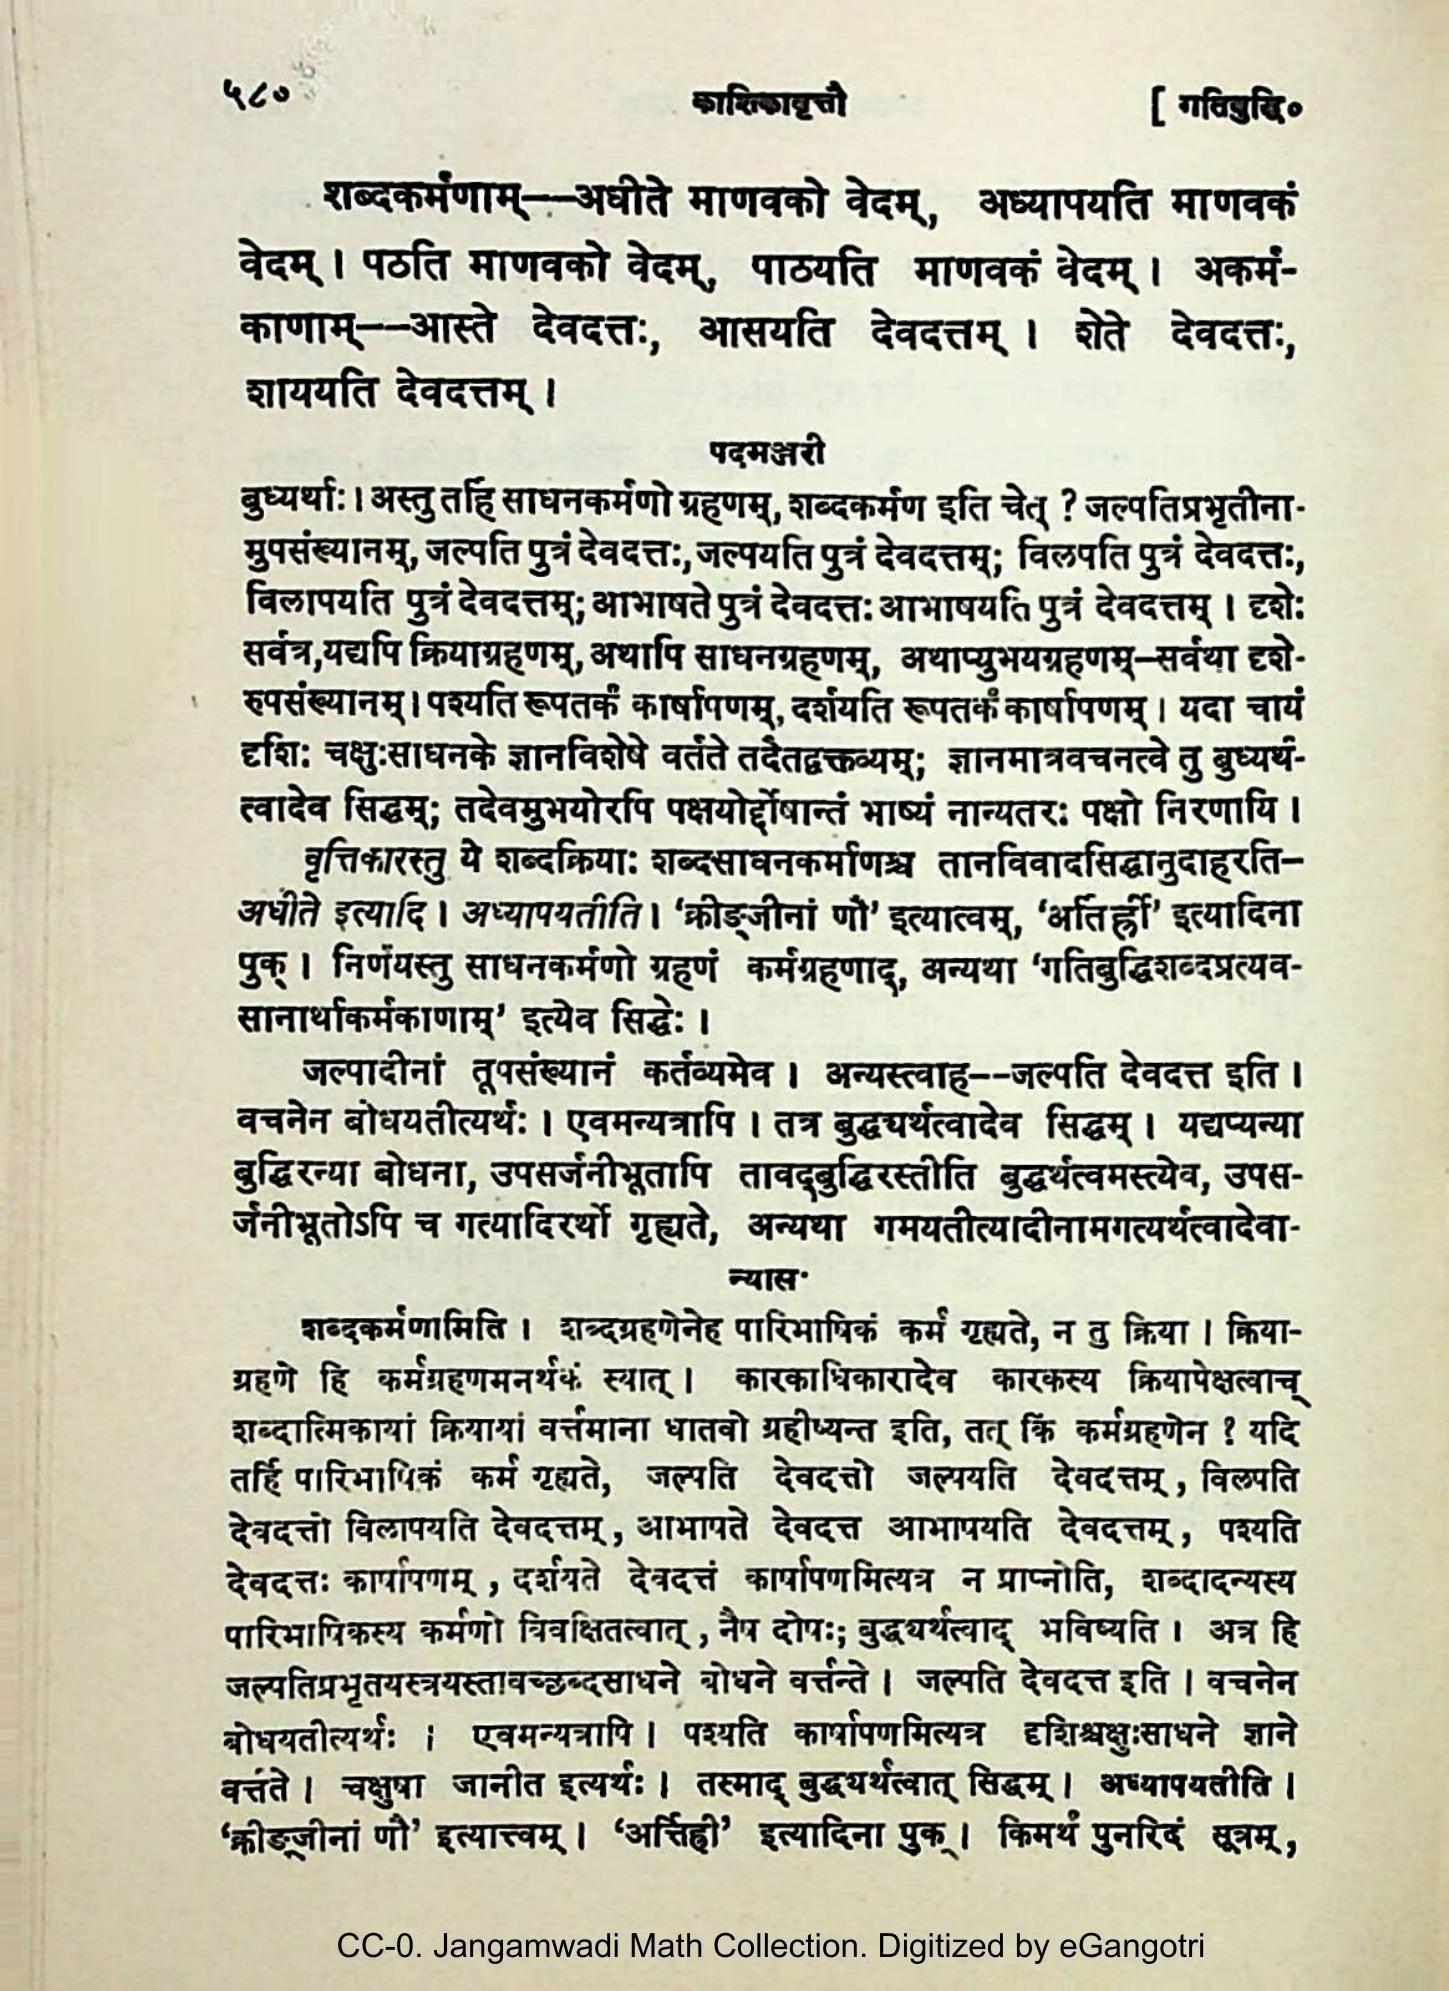 ५८० काशिकावृत्तौ [ गतिबुद्धि०
शब्दकर्मणाम्——अधीते माणवको वेदम्, अध्यापयति माणवकं
वेदम् । पठति माणवको वेदम्, पाठयति माणवकं वेदम् । अकर्म-
काणाम्——आस्ते देवदत्तः, आसयति देवदत्तम् । शेते देवदत्तः,
शाययति देवदत्तम् ।
पदमञ्जरी
बुध्यर्थाः । अस्तु तर्हि साधनकर्मणो ग्रहणम्, शब्दकर्मण इति चेत् ? जल्पतिप्रभृतीना-
मुपसंख्यानम्, जल्पति पुत्रं देवदत्तः, जल्पयति पुत्रं देवदत्तम्; विलपति पुत्रं देवदत्तः,
विलापयति पुत्रं देवदत्तम्; आभाषते पुत्रं देवदत्तः आभाषयति पुत्रं देवदत्तम् । दृशेः
सर्वत्र, यद्यपि क्रियाग्रहणम्, अथापि साधनग्रहणम्, अथाप्युभयग्रहणम्—सर्वथा दृशे-
रुपसंख्यानम् । पश्यति रूपतर्कं कार्षापणम्, दर्शयति रूपतर्कं कार्षापणम् । यदा चायं
दृशिः चक्षुःसाधनके ज्ञानविशेषे वर्तते तदैतद्वक्तव्यम्; ज्ञानमात्रवचनत्वे तु बुध्यर्थ-
त्वादेव सिद्धम्; तदेवमुभयोरपि पक्षयोर्द्दोषान्तं भाष्यं नान्यतरः पक्षो निरणायि ।
वृत्तिकारस्तु ये शब्दक्रियाः शब्दसाधनकर्माणश्च तानविवादसिद्धानुदाहरति—
अधीते इत्यादि । अध्यापयतीति । ‘क्रीङ्जीनां णौ’ इत्यात्वम्, ‘अर्तिह्री’ इत्यादिना
पुक् । निर्णयस्तु साधनकर्मणो ग्रहणं कर्मग्रहणाद्, अन्यथा ‘गतिबुद्धिशब्दप्रत्यव-
सानार्थाकर्मकाणाम्’ इत्येव सिद्धेः ।
जल्पादीनां तूपसंख्यानं कर्तव्यमेव । अन्यस्त्वाह——जल्पति देवदत्त इति ।
वचनेन बोधयतीत्यर्थः । एवमन्यत्रापि । तत्र बुद्ध्यर्थत्वादेव सिद्धम् । यद्यप्यन्या
बुद्धिरन्या बोधना, उपसर्जनीभूतापि तावद्बुद्धिरस्तीति बुद्धर्थत्वमस्त्येव, उपस-
र्जनीभूतोऽपि च गत्यादिरर्थो गृह्यते, अन्यथा गमयतीत्यादीनामगत्यर्थत्वादेवा-
न्यासः
शब्दकर्मणामिति । शब्दग्रहणेनेह पारिभाषिकं कर्म गृह्यते, न तु क्रिया । क्रिया-
ग्रहणे हि कर्मग्रहणमनर्थकं स्यात् । कारकाधिकारादेव कारकस्य क्रियापेक्षत्वाच्
शब्दात्मिकायां क्रियायां वर्त्तमाना धातवो ग्रहीष्यन्त इति, तत् किं कर्मग्रहणेन ? यदि
तर्हि पारिभाषिकं कर्म गृह्यते, जल्पति देवदत्तो जल्पयति देवदत्तम् , विलपति
देवदत्तो विलापयति देवदत्तम् , आभाषते देवदत्त आभाषयति देवदत्तम् , पश्यति
देवदत्तः कार्षापणम् , दर्शयते देवदत्तं कार्षापणमित्यत्र न प्राप्नोति, शब्दादन्यस्य
पारिभाषिकस्य कर्मणो विवक्षितत्वात् , नैष दोषः; बुद्ध्यर्थत्वाद् भविष्यति । अत्र हि
जल्पतिप्रभृतयस्त्रयस्तावच्छब्दसाधने बोधने वर्त्तन्ते । जल्पति देवदत्त इति । वचनेन
बोधयतीत्यर्थः । एवमन्यत्रापि । पश्यति कार्षापणमित्यत्र दृशिश्चक्षुःसाधने ज्ञाने
वर्त्तते । चक्षुषा जानीत इत्यर्थः । तस्माद् बुद्ध्यर्थत्वात् सिद्धम् । अध्यापयतीति ।
‘क्रीङ्जीनां णौ’ इत्यात्त्वम् । ‘अर्त्तिह्री’ इत्यादिना पुक् । किमर्थं पुनरिदं सूत्रम् ,
CC-0. Jangamwadi Math Collection. Digitized by eGangotri